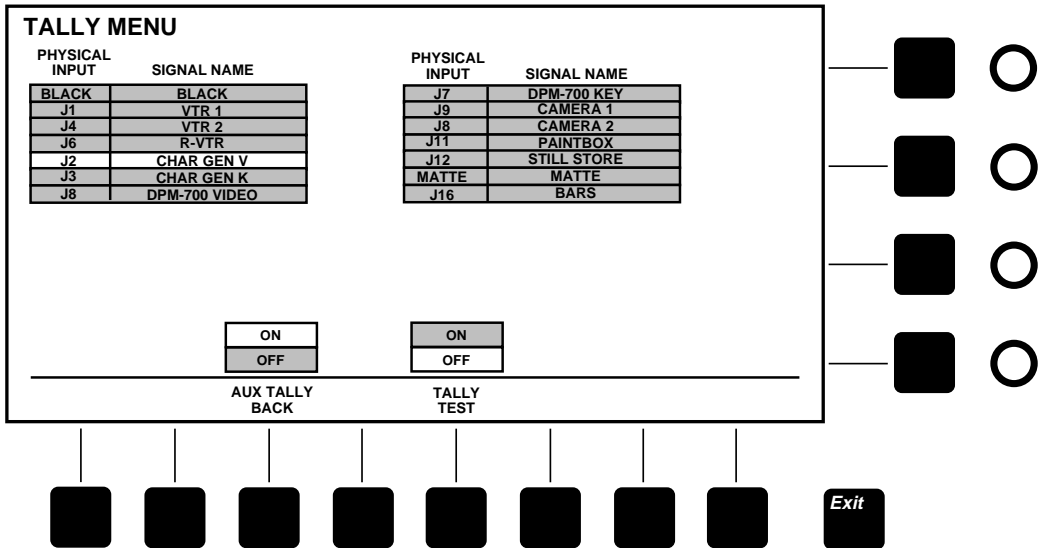 TALLY MENU
PHYSICAL INPUT SIGNAL NAME
BLACK BLACK
J1 VTR 1
J4 VTR 2
J6 R-VTR
J2 CHAR GEN V
J3 CHAR GEN K
J8 DPM-700 VIDEO
PHYSICAL INPUT SIGNAL NAME
J7 DPM-700 KEY
J9 CAMERA 1
J8 CAMERA 2
J11 PAINTBOX
J12 STILL STORE
MATTE MATTE
J16 BARS
ON
OFF
AUX TALLY
BACK
ON
OFF
TALLY
TEST
Exit